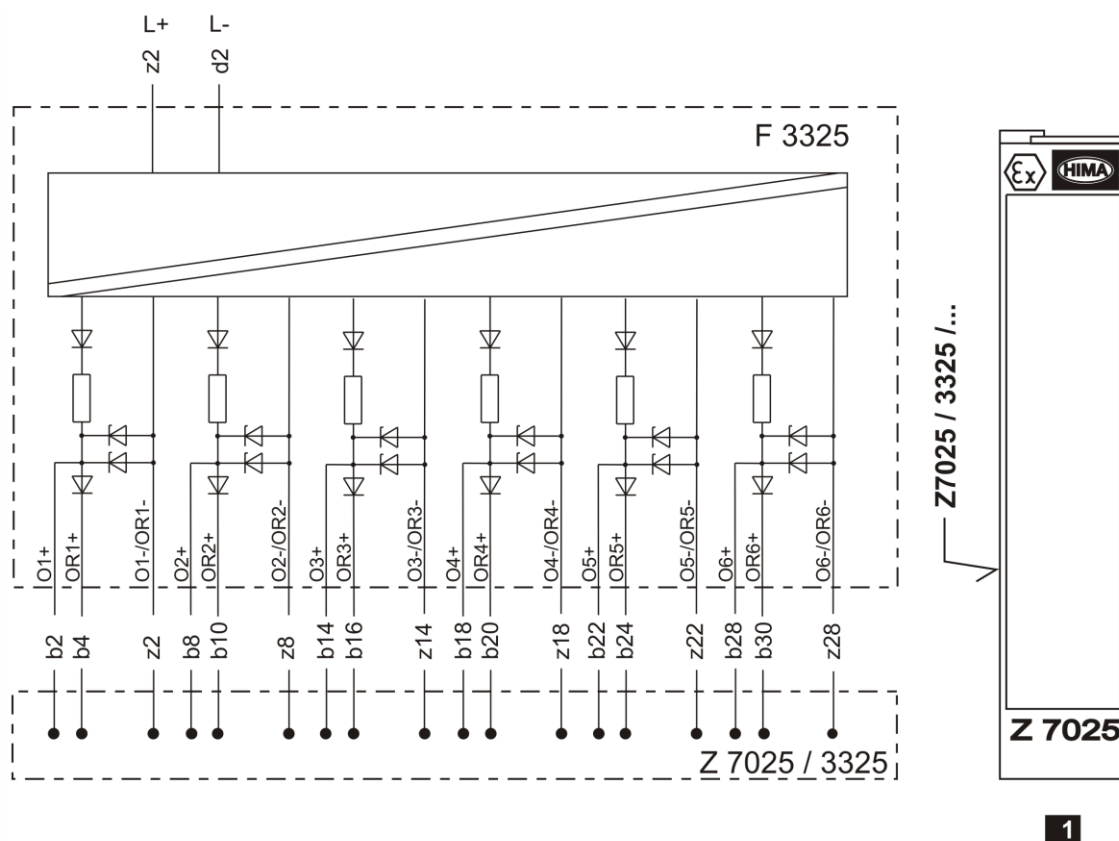 L+ L-
z2 d2
F 3325
Ex HIMA
Z7025 / 3325 /...
O1+ OR1+ O1-/OR1- O2+ OR2+ O2-/OR2- O3+ OR3+ O3-/OR3- O4+ OR4+ O4-/OR4- O5+ OR5+ O5-/OR5- O6+ OR6+ O6-/OR6-
b2 b4 z2 b8 b10 z8 b14 b16 z14 b18 b20 z18 b22 b24 z22 b28 b30 z28
Z 7025 / 3325
Z 7025
1